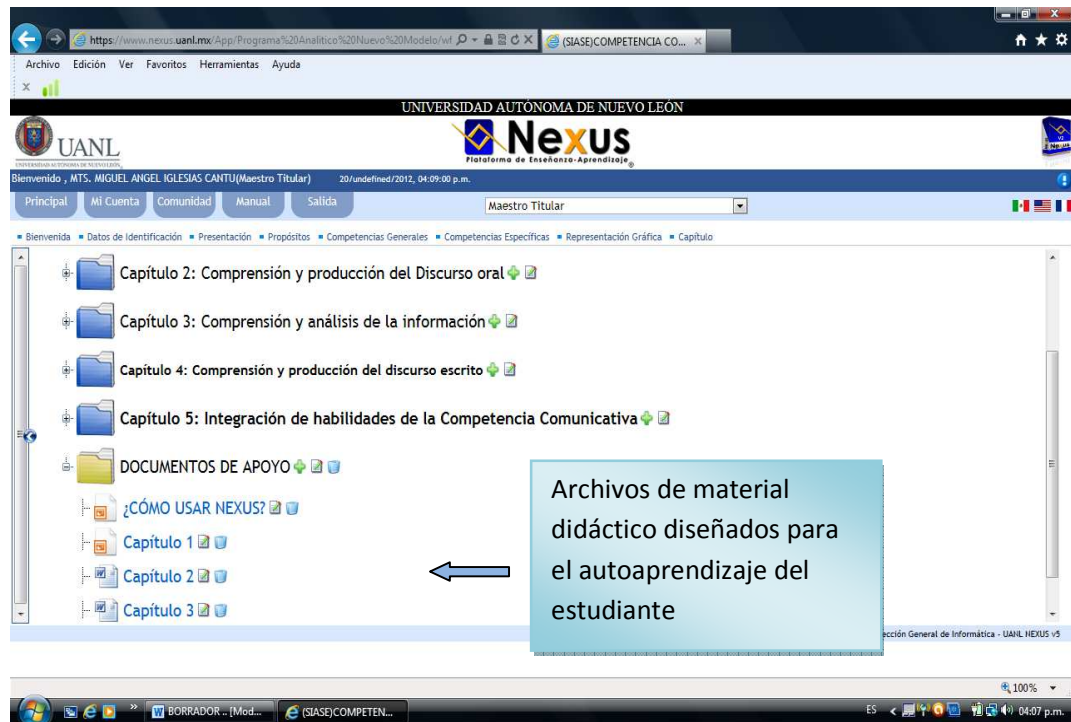 https://www.nexus.uanl.mx/App/Programa%20Analitico%20Nuevo%20Modelo/wf
(SIASE)COMPETENCIA CO...
Archivo Edición Ver Favoritos Herramientas Ayuda
UNIVERSIDAD AUTÓNOMA DE NUEVO LEÓN
UANL
UNIVERSIDAD AUTÓNOMA DE NUEVO LEÓN
Nexus
Plataforma de Enseñanza-Aprendizaje
Bienvenido , MTS. MIGUEL ANGEL IGLESIAS CANTU(Maestro Titular) 20/undefined/2012, 04:09:00 p.m.
Principal Mi Cuenta Comunidad Manual Salida Maestro Titular
Bienvenida Datos de Identificación Presentación Propósitos Competencias Generales Competencias Específicas Representación Gráfica Capítulo
Capítulo 2: Comprensión y producción del Discurso oral
Capítulo 3: Comprensión y análisis de la información
Capítulo 4: Comprensión y producción del discurso escrito
Capítulo 5: Integración de habilidades de la Competencia Comunicativa
DOCUMENTOS DE APOYO
¿CÓMO USAR NEXUS?
Capítulo 1
Capítulo 2
Capítulo 3
Archivos de material
didáctico diseñados para
el autoaprendizaje del
estudiante
ección General de Informática - UANL NEXUS v5
100%
BORRADOR .. [Mod... (SIASE)COMPETEN... ES 04:07 p.m.